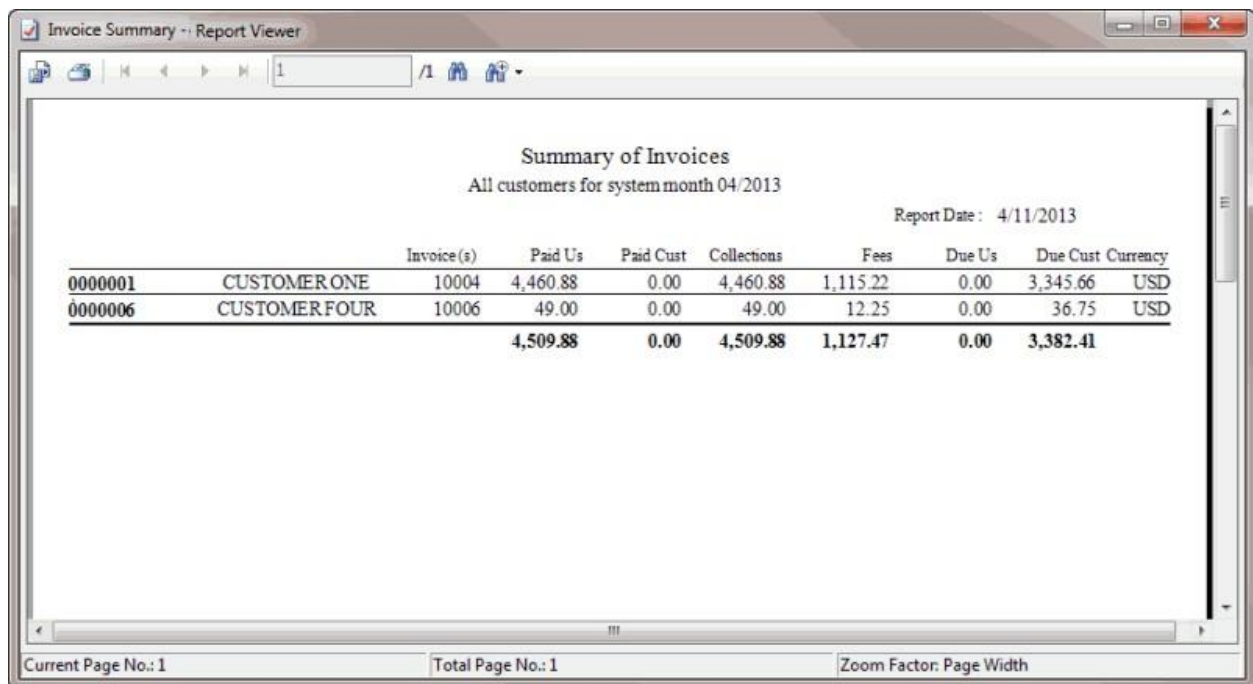 Invoice Summary -- Report Viewer
1 /1
Summary of Invoices
All customers for system month 04/2013
Report Date : 4/11/2013
Invoice(s) Paid Us Paid Cust Collections Fees Due Us Due Cust Currency
0000001 CUSTOMER ONE 10004 4,460.88 0.00 4,460.88 1,115.22 0.00 3,345.66 USD
0000006 CUSTOMER FOUR 10006 49.00 0.00 49.00 12.25 0.00 36.75 USD
4,509.88 0.00 4,509.88 1,127.47 0.00 3,382.41
Current Page No.: 1 Total Page No.: 1 Zoom Factor: Page Width